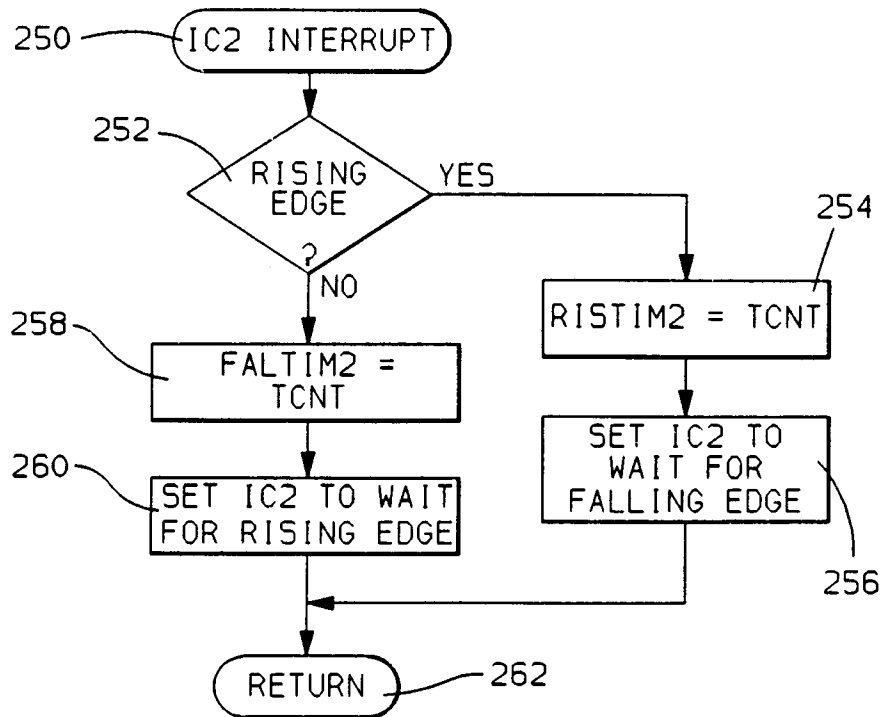 250
IC2 INTERRUPT
252
RISING
EDGE
?
YES
NO
254
RISTIM2 = TCNT
258
FALTIM2 =
TCNT
SET IC2 TO
WAIT FOR
FALLING EDGE
256
260
SET IC2 TO WAIT
FOR RISING EDGE
RETURN
262